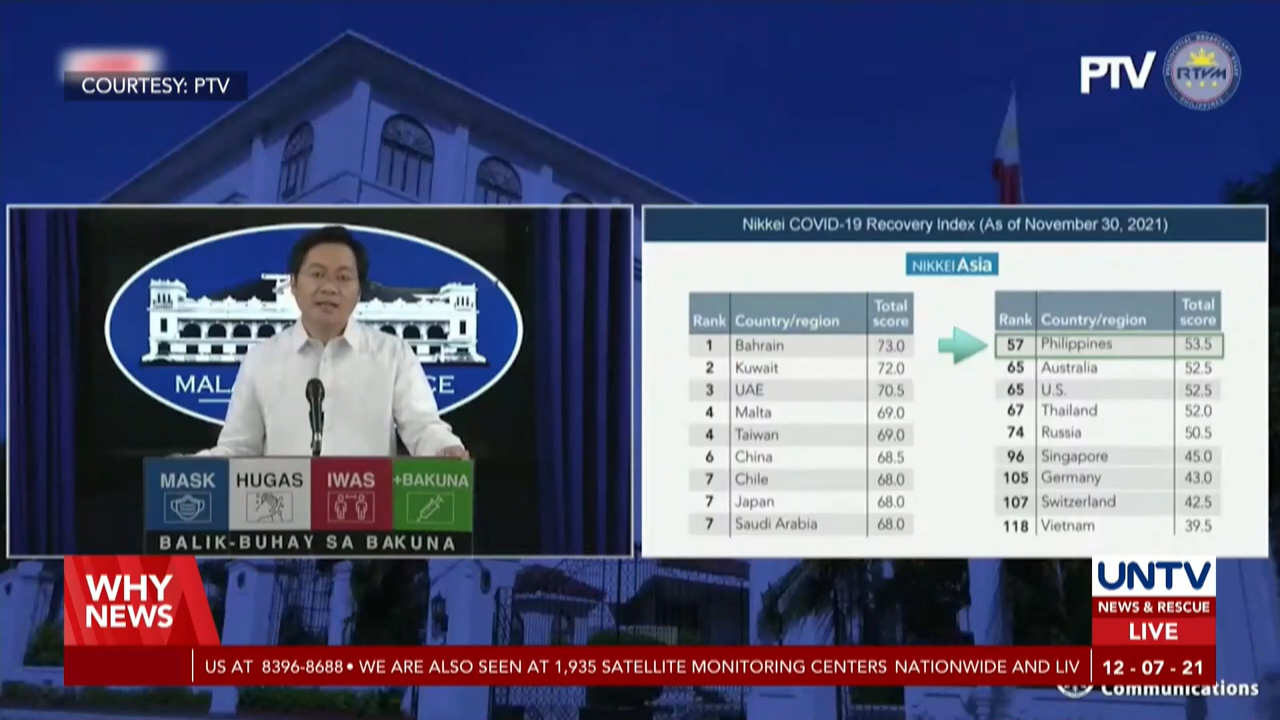 COURTESY: PTV
PTV
RTVM
Nikkei COVID-19 Recovery Index (As of November 30, 2021)
NIKKEI Asia
Rank Country/region Total score
1 Bahrain 73.0
2 Kuwait 72.0
3 UAE 70.5
4 Malta 69.0
4 Taiwan 69.0
6 China 68.5
7 Chile 68.0
7 Japan 68.0
7 Saudi Arabia 68.0
Rank Country/region Total score
57 Philippines 53.5
65 Australia 52.5
65 U.S. 52.5
67 Thailand 52.0
74 Russia 50.5
96 Singapore 45.0
105 Germany 43.0
107 Switzerland 42.5
118 Vietnam 39.5
MALA CE
MASK HUGAS IWAS +BAKUNA
BALIK-BUHAY SA BAKUNA
WHY
NEWS
UNTV
NEWS & RESCUE
LIVE
US AT 8396-8688• WE ARE ALSO SEEN AT 1,935 SATELLITE MONITORING CENTERS NATIONWIDE AND LIV
12 - 07 - 21
Communications